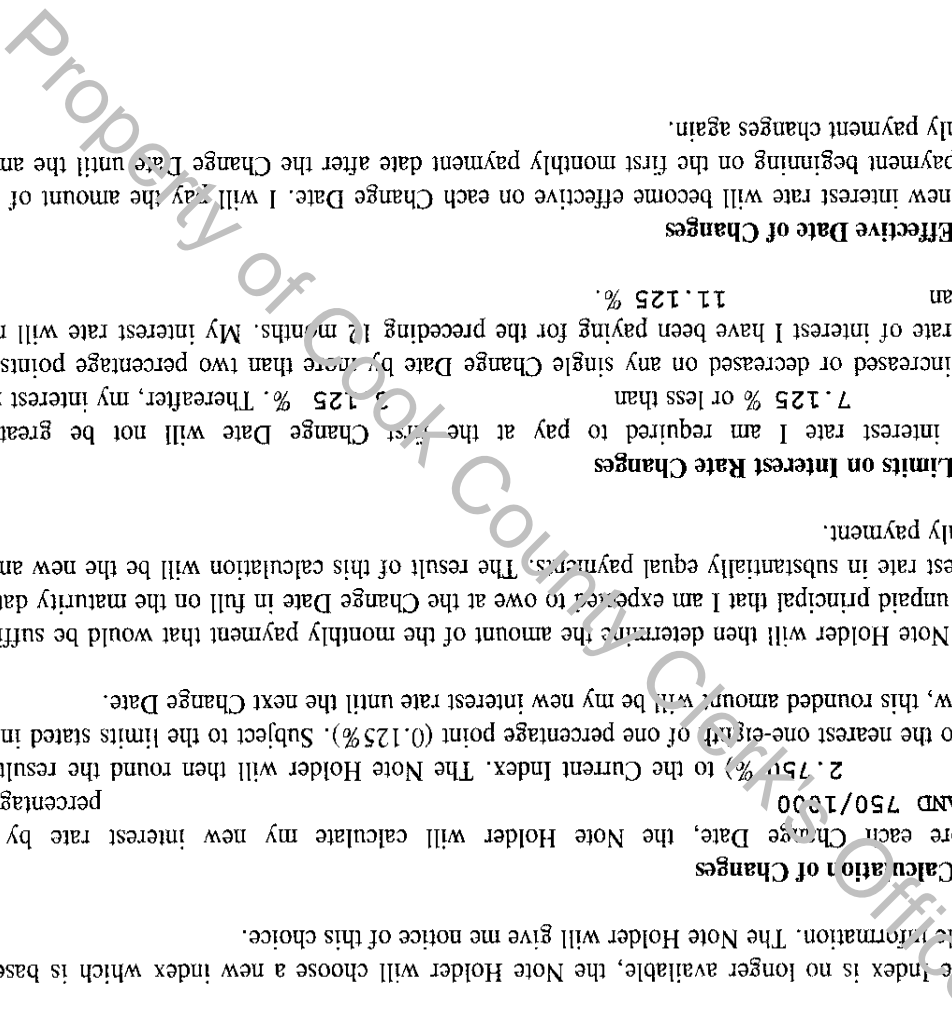 e Index is no longer available, the Note Holder will choose a new index which is base
le information. The Note Holder will give me notice of this choice.
Calculation of Changes
ore each Change Date, the Note Holder will calculate my new interest rate by
AND 750/1000 percentag
2.750 %) to the Current Index. The Note Holder will then round the result
o the nearest one-eighth of one percentage point (0.125%). Subject to the limits stated in
w, this rounded amount will be my new interest rate until the next Change Date.
Note Holder will then determine the amount of the monthly payment that would be suffi
unpaid principal that I am expected to owe at the Change Date in full on the maturity dat
est rate in substantially equal payments. The result of this calculation will be the new am
ly payment.
Limits on Interest Rate Changes
interest rate I am required to pay at the first Change Date will not be great
7.125 % or less than 3.125 %. Thereafter, my interest
increased or decreased on any single Change Date by more than two percentage points
rate of interest I have been paying for the preceding 12 months. My interest rate will
an 11.125 %.
Effective Date of Changes
new interest rate will become effective on each Change Date. I will pay the amount of
payment beginning on the first monthly payment date after the Change Date until the am
ly payment changes again.
Property of Cook County Clerk's Office